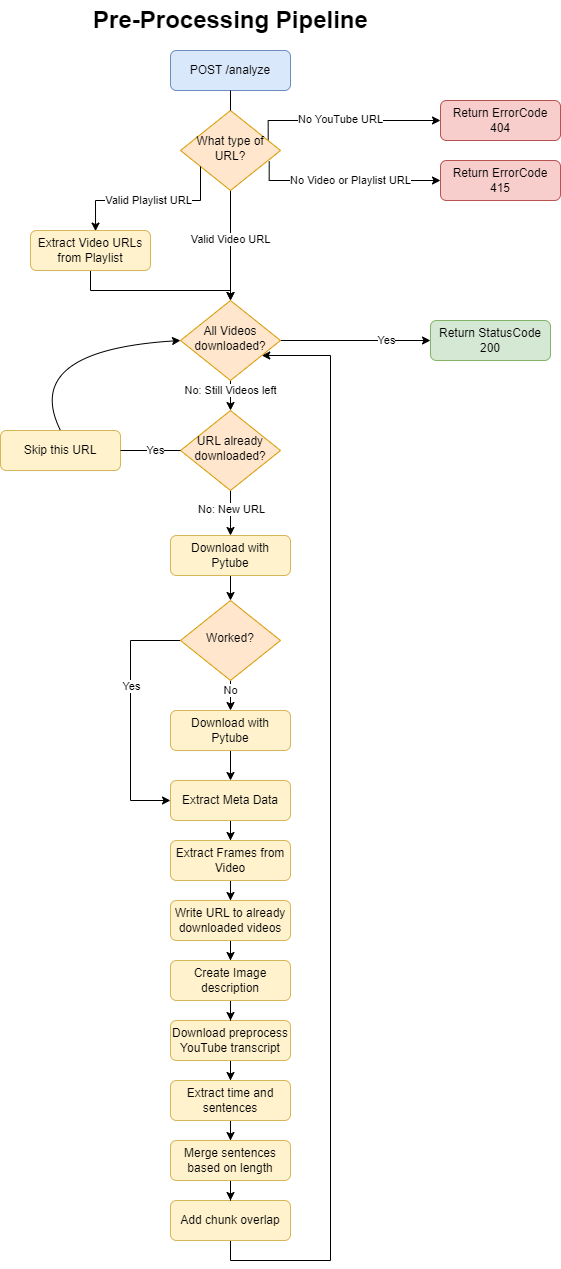 Pre-Processing Pipeline
POST /analyze
What type of
URL?
No YouTube URL
Return ErrorCode
404
No Video or Playlist URL
Return ErrorCode
415
Valid Playlist URL
Extract Video URLs
from Playlist
Valid Video URL
All Videos
downloaded?
Yes
Return StatusCode
200
No: Still Videos left
URL already
downloaded?
Yes
Skip this URL
No: New URL
Download with
Pytube
Worked?
Yes
No
Download with
Pytube
Extract Meta Data
Extract Frames from
Video
Write URL to already
downloaded videos
Create Image
description
Download preprocess
YouTube transcript
Extract time and
sentences
Merge sentences
based on length
Add chunk overlap